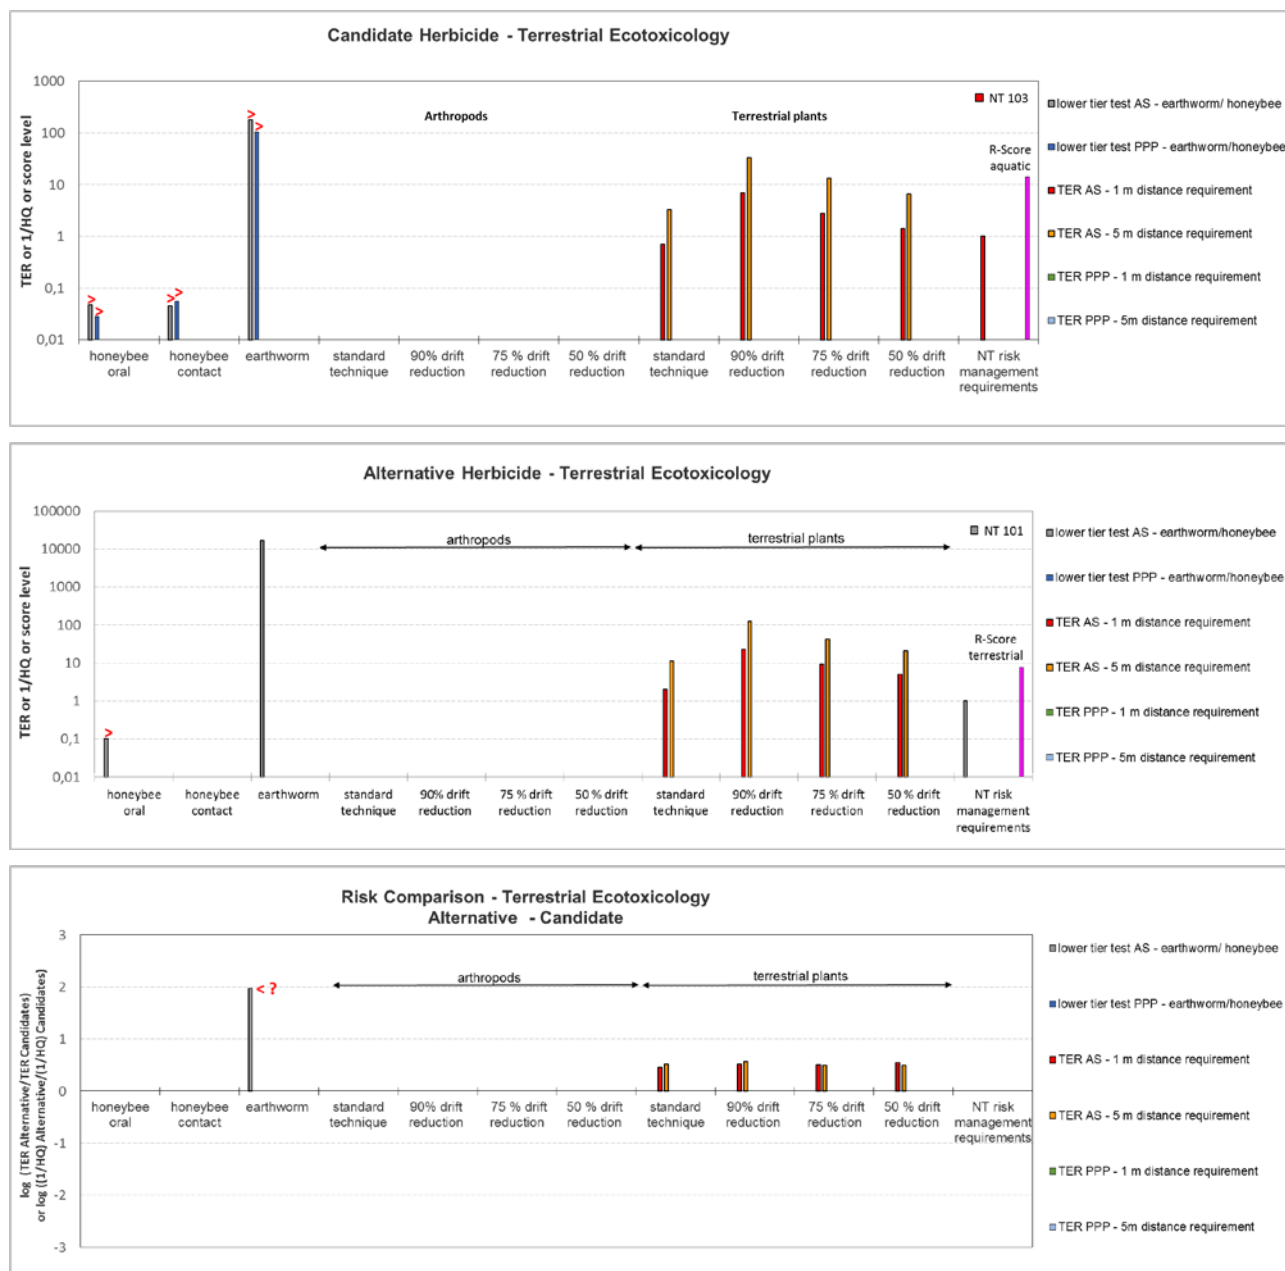 Candidate Herbicide - Terrestrial Ecotoxicology
TER or 1/HQ or score level
1000
100
10
1
0,1
0,01
>
>
>
>
>
>
Arthropods
Terrestrial plants
NT 103
R-Score
aquatic
honeybee
oral
honeybee
contact
earthworm
standard
technique
90% drift
reduction
75 % drift
reduction
50 % drift
reduction
standard
technique
90% drift
reduction
75 % drift
reduction
50 % drift
reduction
NT risk
management
requirements
lower tier test AS - earthworm/ honeybee
lower tier test PPP - earthworm/honeybee
TER AS - 1 m distance requirement
TER AS - 5 m distance requirement
TER PPP - 1 m distance requirement
TER PPP - 5m distance requirement
Alternative Herbicide - Terrestrial Ecotoxicology
TER or 1/HQ or score level
100000
10000
1000
100
10
1
0,1
0,01
>
arthropods
terrestrial plants
NT 101
R-Score
terrestrial
honeybee
oral
honeybee
contact
earthworm
standard
technique
90% drift
reduction
75 % drift
reduction
50 % drift
reduction
standard
technique
90% drift
reduction
75 % drift
reduction
50 % drift
reduction
NT risk
management
requirements
lower tier test AS - earthworm/honeybee
lower tier test PPP - earthworm/honeybee
TER AS - 1 m distance requirement
TER AS - 5 m distance requirement
TER PPP - 1 m distance requirement
TER PPP - 5m distance requirement
Risk Comparison - Terrestrial Ecotoxicology
Alternative - Candidate
log (TER Alternative/TER Candidates)
or log ((1/HQ) Alternative/(1/HQ) Candidates)
3
2
1
0
-1
-2
-3
< ?
arthropods
terrestrial plants
honeybee
oral
honeybee
contact
earthworm
standard
technique
90% drift
reduction
75 % drift
reduction
50 % drift
reduction
standard
technique
90% drift
reduction
75 % drift
reduction
50 % drift
reduction
NT risk
management
requirements
lower tier test AS - earthworm/ honeybee
lower tier test PPP - earthworm/honeybee
TER AS - 1 m distance requirement
TER AS - 5 m distance requirement
TER PPP - 1 m distance requirement
TER PPP - 5m distance requirement